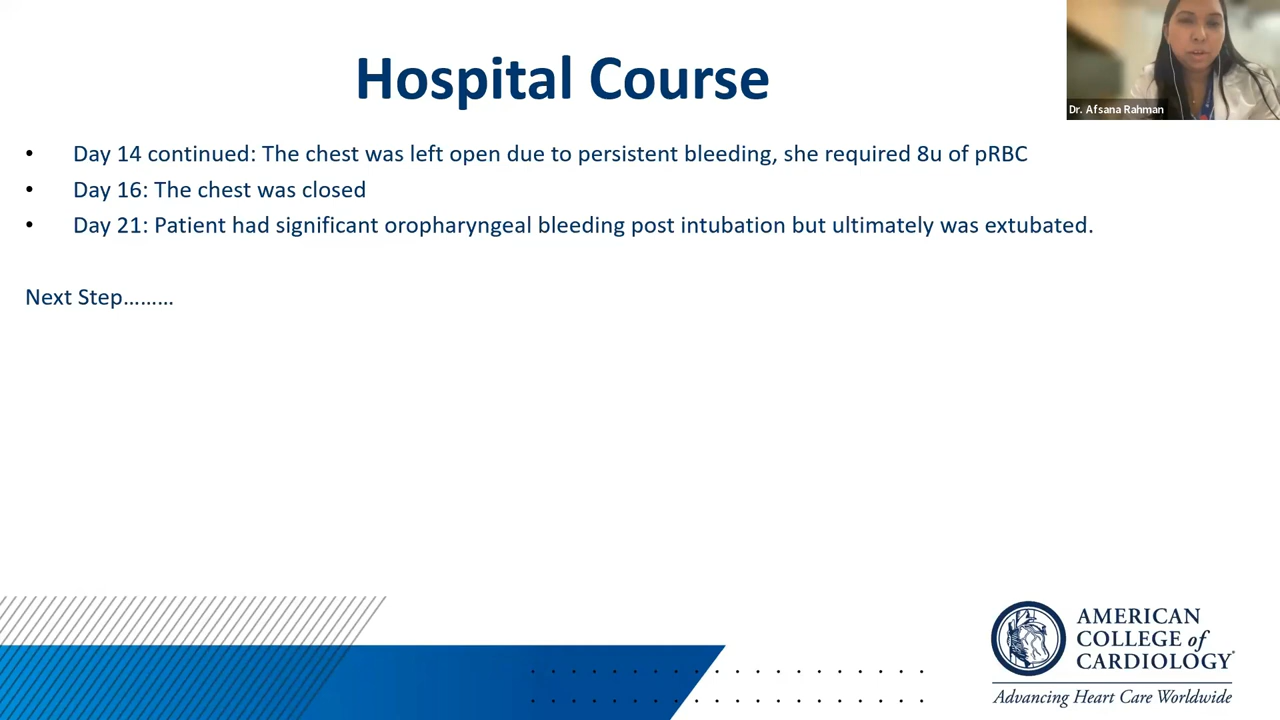 Hospital Course
Dr. Afsana Rahman
• Day 14 continued: The chest was left open due to persistent bleeding, she required 8u of pRBC
• Day 16: The chest was closed
• Day 21: Patient had significant oropharyngeal bleeding post intubation but ultimately was extubated.
Next Step………
AMERICAN
COLLEGE of
CARDIOLOGY®
Advancing Heart Care Worldwide